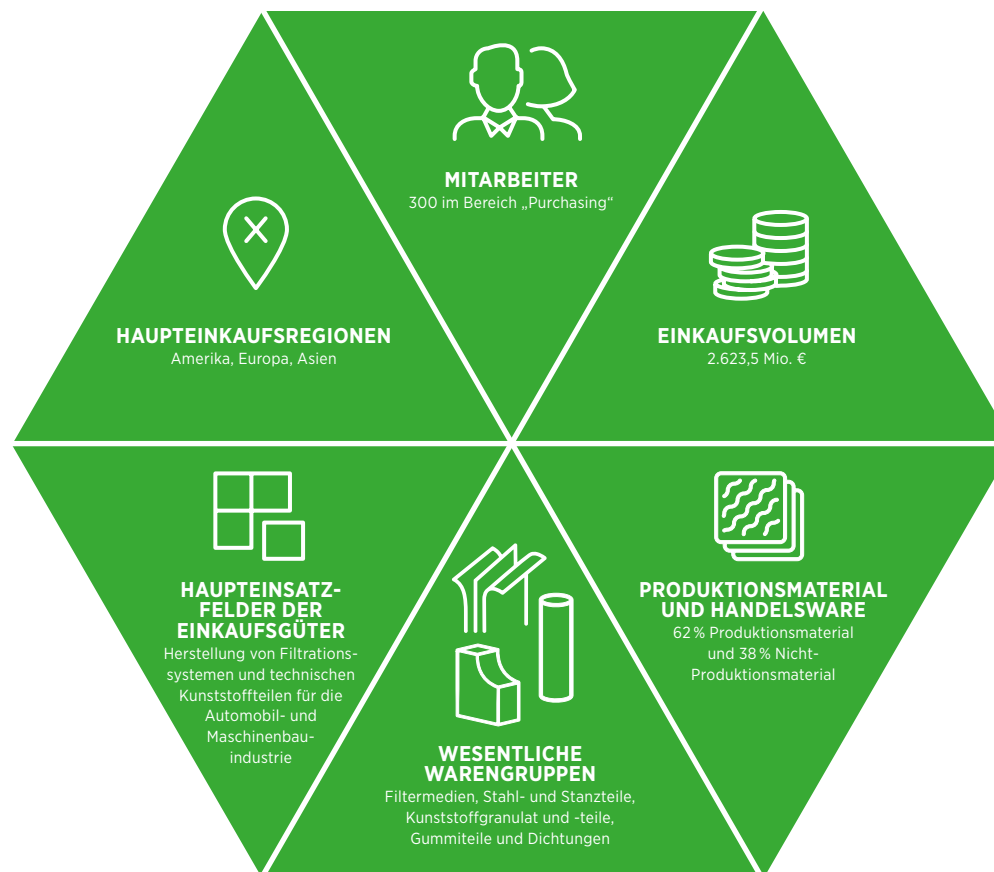 MITARBEITER
300 im Bereich „Purchasing“
HAUPTEINKAUFSREGIONEN
Amerika, Europa, Asien
EINKAUFSVOLUMEN
2.623,5 Mio. €
HAUPTEINSATZ-
FELDER DER
EINKAUFSGÜTER
Herstellung von Filtrations-
systemen und technischen
Kunststoffteilen für die
Automobil- und
Maschinenbau-
industrie
WESENTLICHE
WARENGRUPPEN
Filtermedien, Stahl- und Stanzteile,
Kunststoffgranulat und -teile,
Gummiteile und Dichtungen
PRODUKTIONSMATERIAL
UND HANDELSWARE
62 % Produktionsmaterial
und 38 % Nicht-
Produktionsmaterial